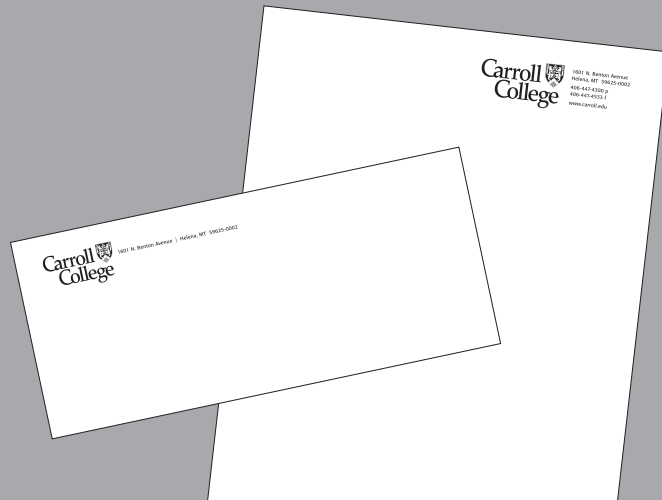 Carroll
College
1601 N. Benton Avenue
Helena, MT 59625-0002
406-447-4300 p
406-447-4533 f
www.carroll.edu
Carroll
College
1601 N. Benton Avenue | Helena, MT 59625-0002